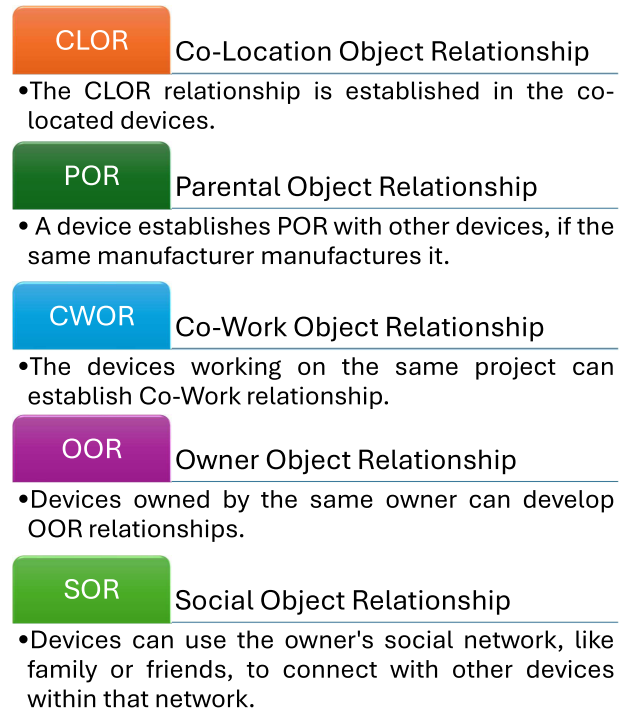 CLOR
Co-Location Object Relationship
•The CLOR relationship is established in the co-
located devices.
POR
Parental Object Relationship
• A device establishes POR with other devices, if the
same manufacturer manufactures it.
CWOR
Co-Work Object Relationship
•The devices working on the same project can
establish Co-Work relationship.
OOR
Owner Object Relationship
•Devices owned by the same owner can develop
OOR relationships.
SOR
Social Object Relationship
•Devices can use the owner's social network, like
family or friends, to connect with other devices
within that network.